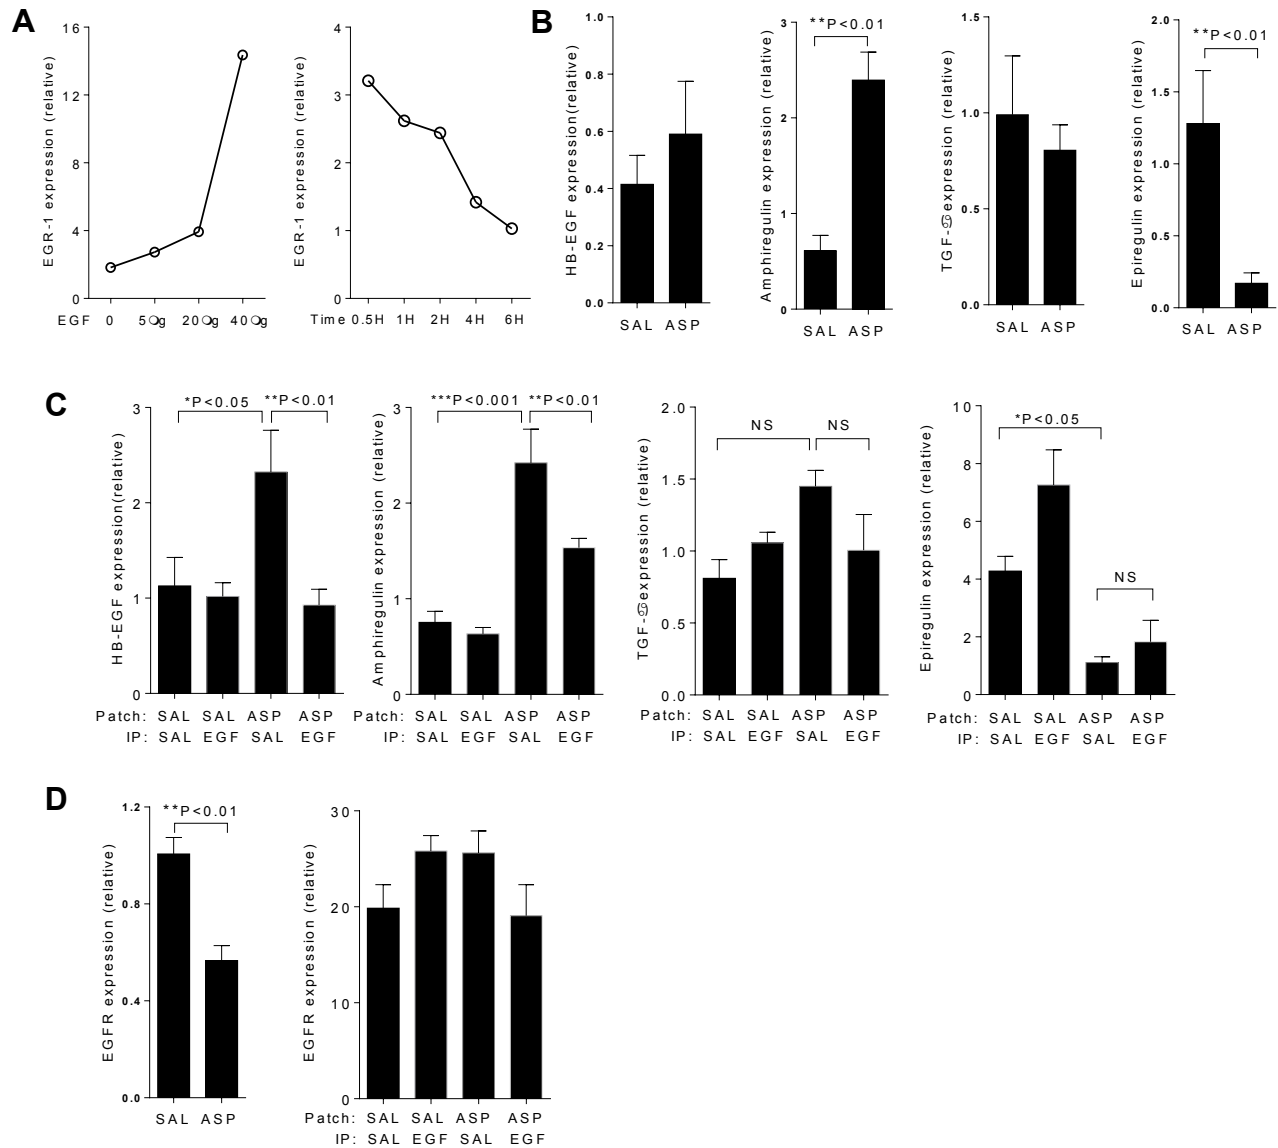 A
EGR-1 expression (relative)
16
12
8
4
0
EGF 0 5 g 20 g 40 g
EGR-1 expression (relative)
4
3
2
1
0
Time 0.5H 1H 2H 4H 6H
B
HB-EGF expression(relative)
1.0
0.8
0.6
0.4
0.2
0.0
SAL ASP
Amphiregulin expression (relative)
**P<0.01
3
2
1
0
SAL ASP
TGF- expression (relative)
1.5
1.0
0.5
0.0
SAL ASP
Epiregulin expression (relative)
**P<0.01
2.0
1.5
1.0
0.5
0.0
SAL ASP
C
HB-EGF expression(relative)
*P<0.05 **P<0.01
3
2
1
0
Patch: SAL SAL ASP ASP
IP: SAL EGF SAL EGF
Amphiregulin expression (relative)
***P<0.001 **P<0.01
3
2
1
0
SAL SAL ASP ASP
SAL EGF SAL EGF
TGF- expression (relative)
NS NS
2.0
1.5
1.0
0.5
0.0
Patch: SAL SAL ASP ASP
IP: SAL EGF SAL EGF
Epiregulin expression (relative)
*P<0.05
NS
10
8
6
4
2
0
Patch: SAL SAL ASP ASP
IP: SAL EGF SAL EGF
D
EGFR expression (relative)
**P<0.01
1.2
0.8
0.4
0.0
SAL ASP
EGFR expression (relative)
30
20
10
0
Patch: SAL SAL ASP ASP
IP: SAL EGF SAL EGF